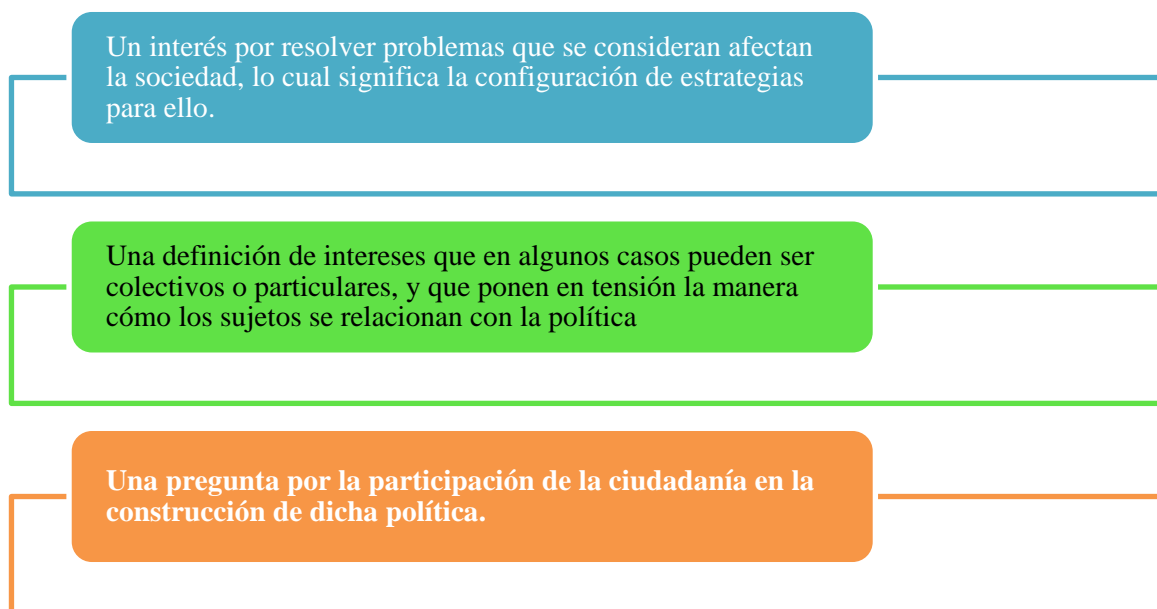 Un interés por resolver problemas que se consideran afectan
la sociedad, lo cual significa la configuración de estrategias
para ello.
Una definición de intereses que en algunos casos pueden ser
colectivos o particulares, y que ponen en tensión la manera
cómo los sujetos se relacionan con la política
Una pregunta por la participación de la ciudadanía en la
construcción de dicha política.